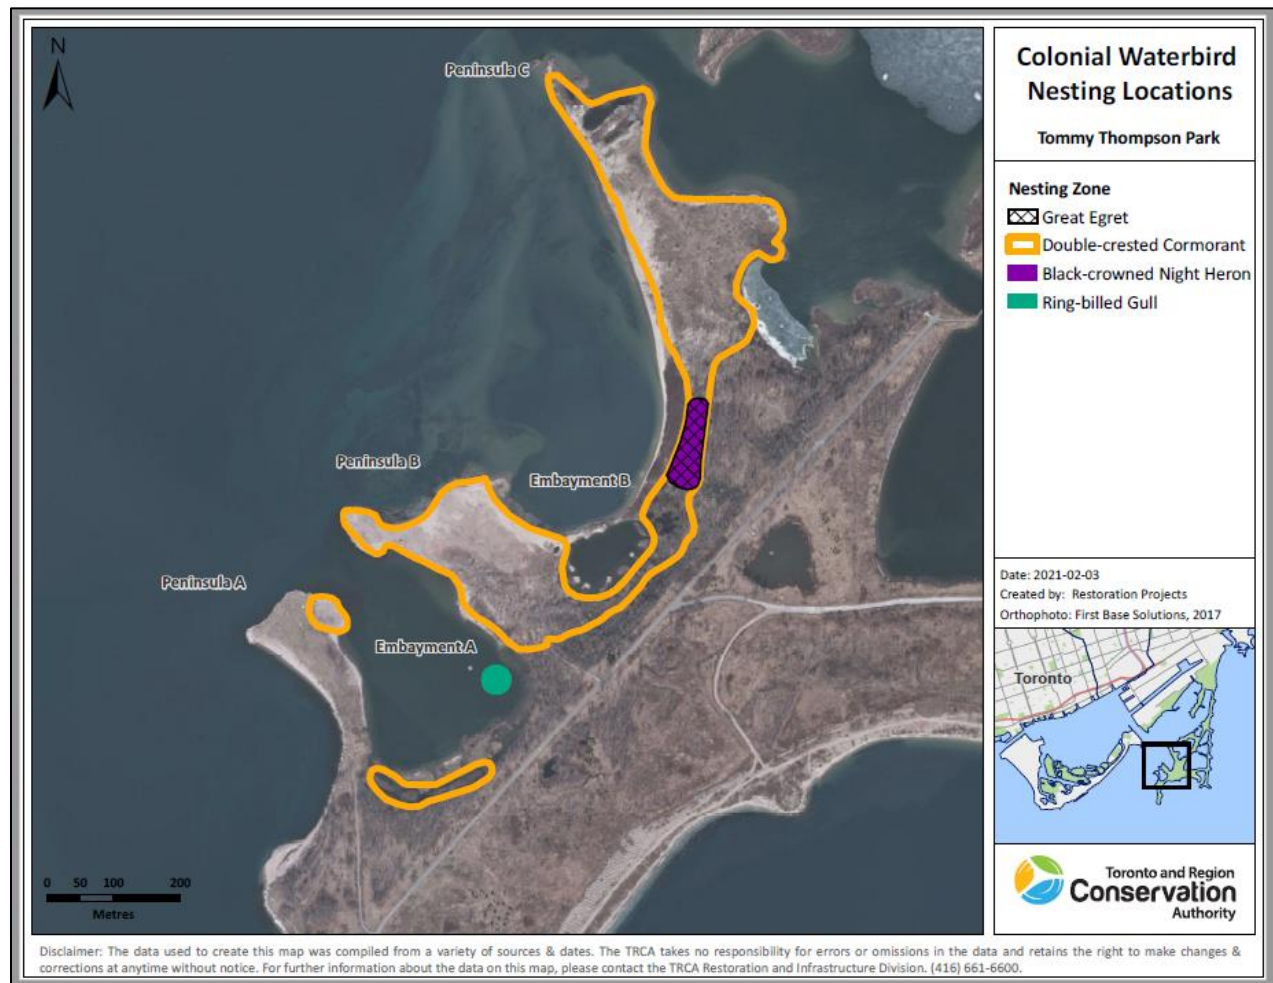 N
Peninsula C
Peninsula B
Embayment B
Peninsula A
Embayment A
0 50 100 200
Metres
Colonial Waterbird
Nesting Locations
Tommy Thompson Park
Nesting Zone
Great Egret
Double-crested Cormorant
Black-crowned Night Heron
Ring-billed Gull
Date: 2021-02-03
Created by: Restoration Projects
Orthophoto: First Base Solutions, 2017
Toronto
Toronto and Region
Conservation
Authority
Disclaimer: The data used to create this map was compiled from a variety of sources & dates. The TRCA takes no responsibility for errors or omissions in the data and retains the right to make changes &
corrections at anytime without notice. For further information about the data on this map, please contact the TRCA Restoration and Infrastructure Division. (416) 661-6600.